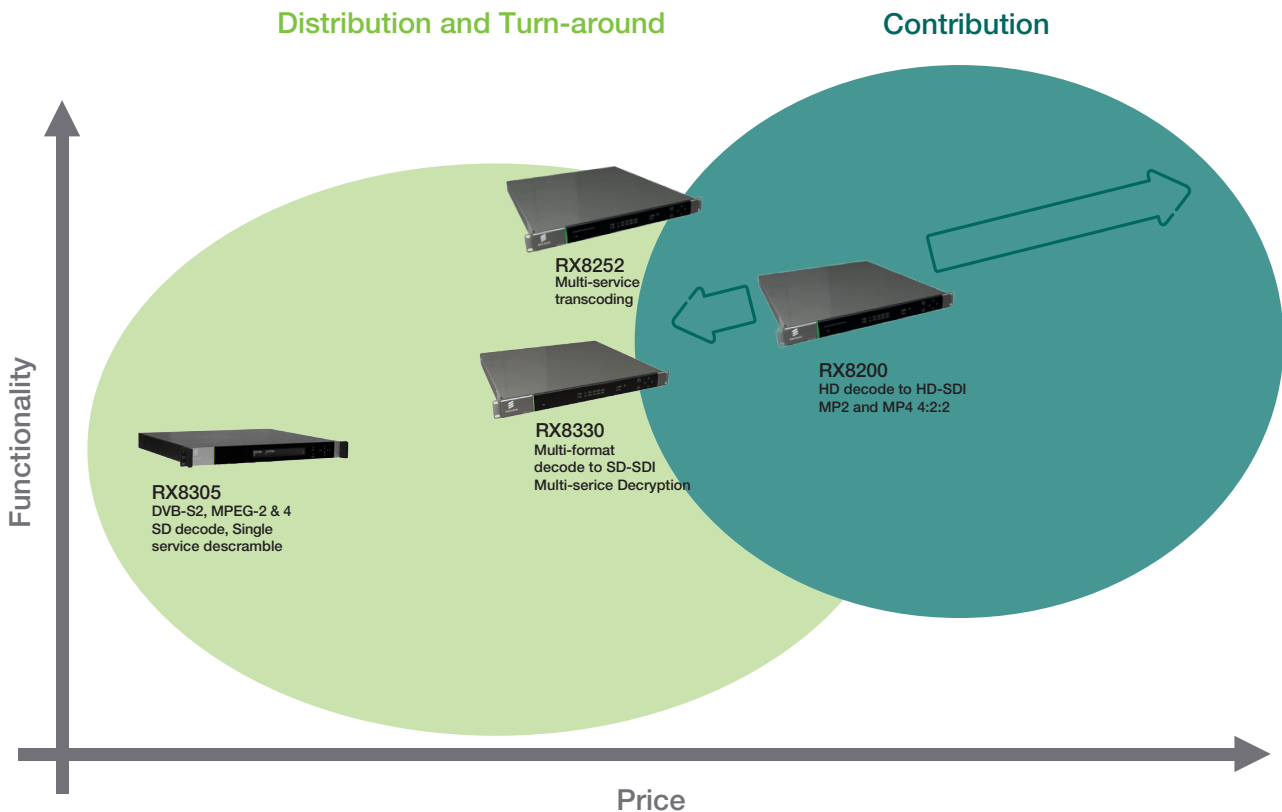 Distribution and Turn-around
Contribution
RX8252
Multi-service
transcoding
RX8200
HD decode to HD-SDI
MP2 and MP4 4:2:2
RX8330
Multi-format
decode to SD-SDI
Multi-serice Decryption
RX8305
DVB-S2, MPEG-2 & 4
SD decode, Single
service descramble
Functionality
Price